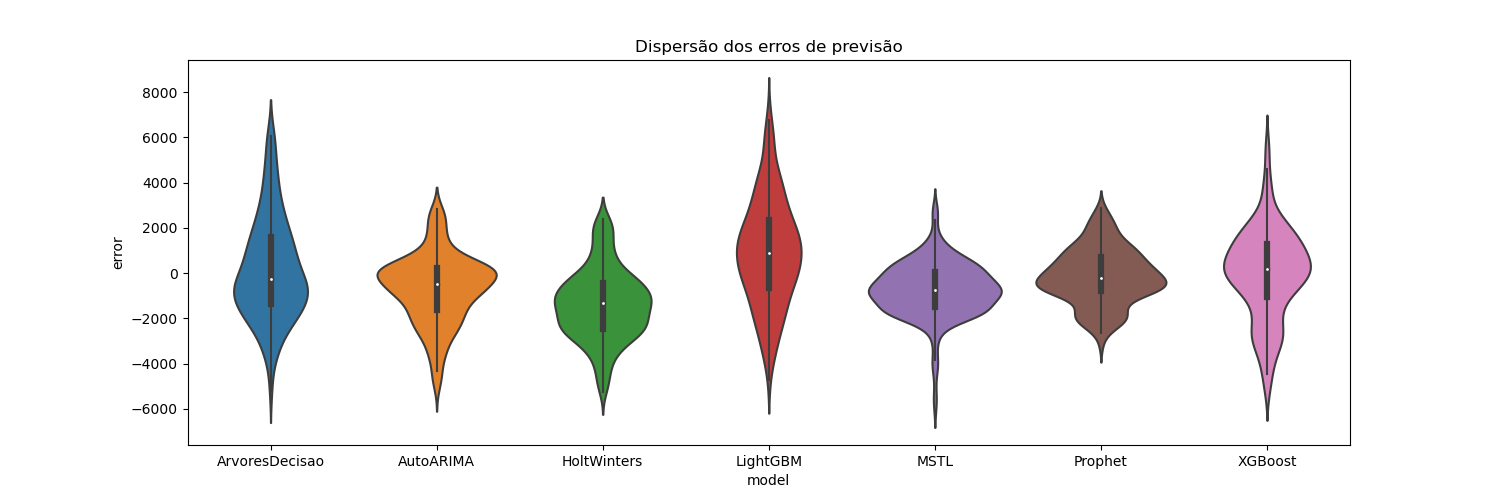 Dispersão dos erros de previsão
error
8000
6000
4000
2000
0
−2000
−4000
−6000
ArvoresDecisao AutoARIMA HoltWinters LightGBM MSTL Prophet XGBoost
model